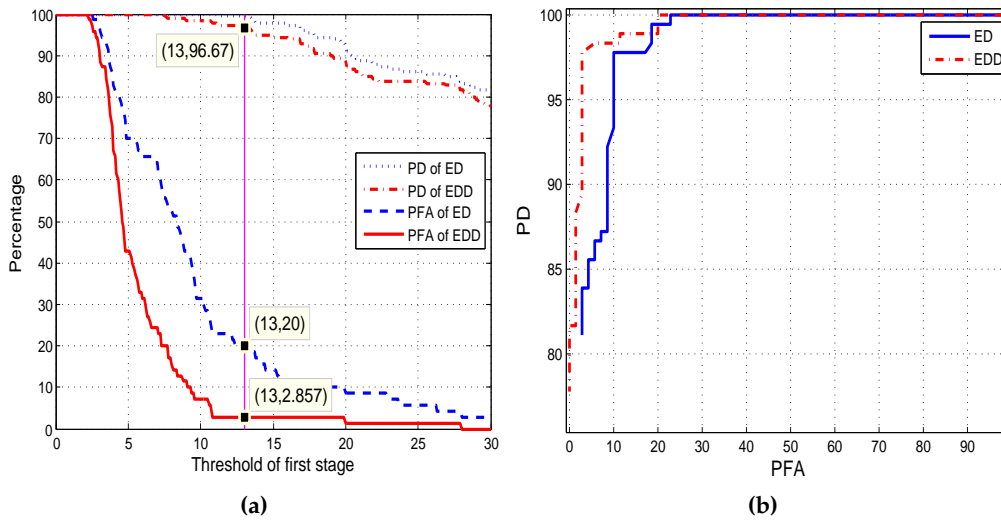 100
90
80
70
60
50
40
30
20
10
0
Percentage
(13,96.67)
PD of ED
PD of EDD
PFA of ED
PFA of EDD
(13,20)
(13,2.857)
0 5 10 15 20 25 30
Threshold of first stage
(a)
100
95
90
85
80
PD
ED
EDD
0 10 20 30 40 50 60 70 80 90
PFA
(b)